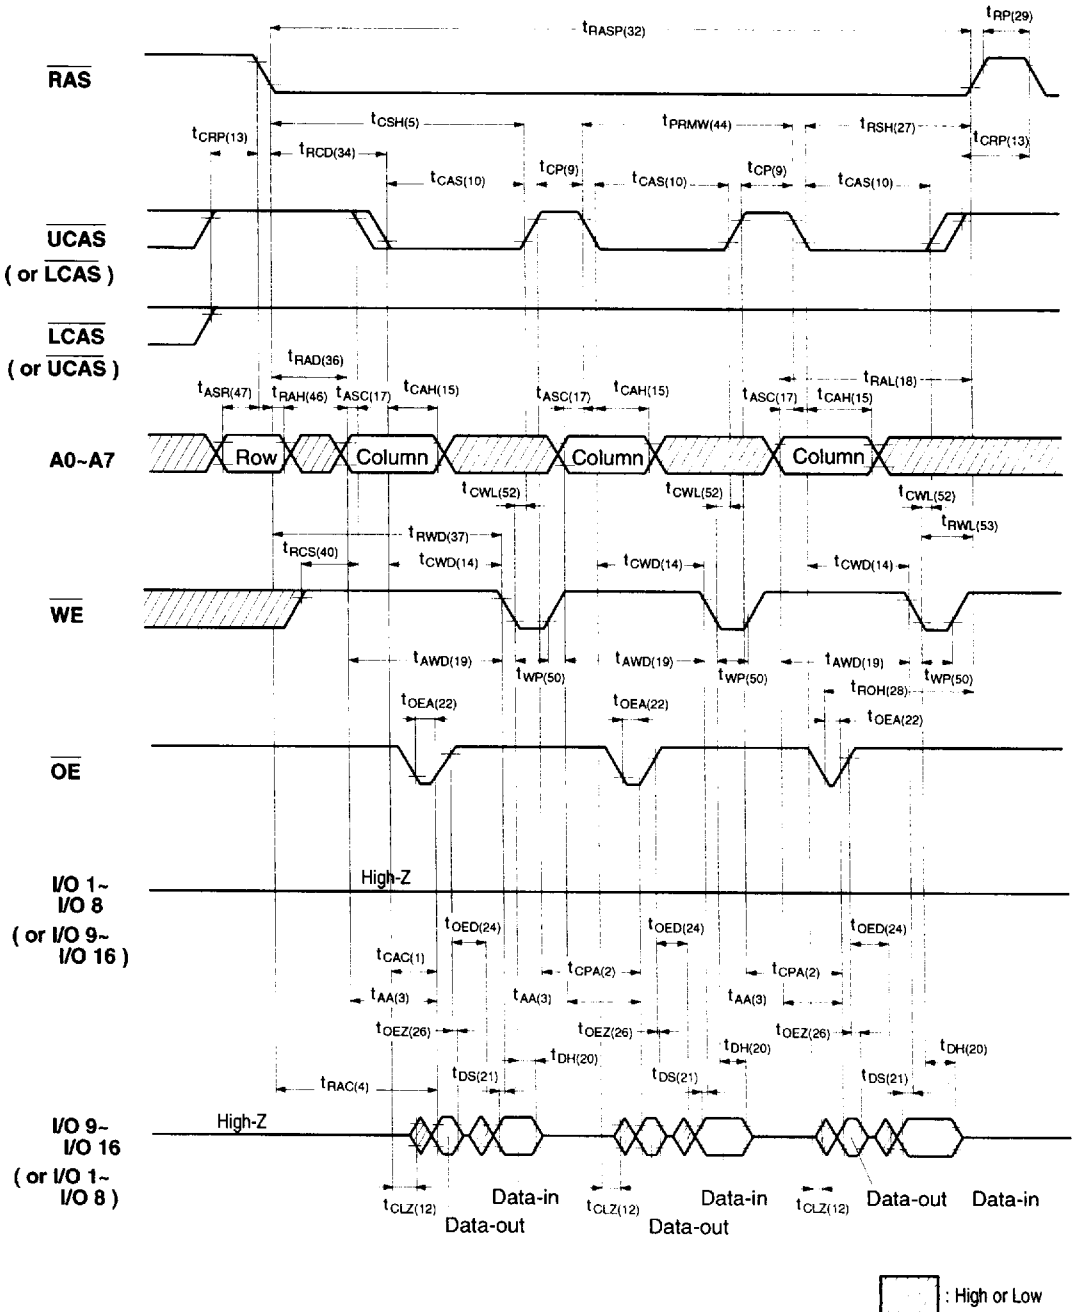 tRASP(32)
tRP(29)
RAS
tCSH(5)
tPRMW(44)
tRSH(27)
tCRP(13)
tCRP(13)
tRCD(34)
tCAS(10)
tCP(9)
tCAS(10)
tCP(9)
tCAS(10)
UCAS
( or LCAS )
LCAS
( or UCAS )
tRAD(36)
tRAL(18)
tASR(47)
tRAH(46)
tASC(17)
tCAH(15)
tASC(17)
tCAH(15)
tASC(17)
tCAH(15)
A0~A7
Row
Column
Column
Column
tCWL(52)
tCWL(52)
tCWL(52)
tRWD(37)
tRWL(53)
tRCS(40)
tCWD(14)
tCWD(14)
tCWD(14)
WE
tAWD(19)
tWP(50)
tAWD(19)
tWP(50)
tAWD(19)
tWP(50)
tROH(28)
tOEA(22)
tOEA(22)
tOEA(22)
OE
I/O 1~
I/O 8
( or I/O 9~
I/O 16 )
High-Z
tOED(24)
tOED(24)
tOED(24)
tCAC(1)
tCPA(2)
tCPA(2)
tAA(3)
tAA(3)
tAA(3)
tOEZ(26)
tOEZ(26)
tOEZ(26)
tDH(20)
tDH(20)
tDH(20)
tRAC(4)
tDS(21)
tDS(21)
tDS(21)
I/O 9~
I/O 16
( or I/O 1~
I/O 8 )
High-Z
tCLZ(12)
Data-in
Data-out
tCLZ(12)
Data-in
Data-out
tCLZ(12)
Data-out
Data-in
: High or Low